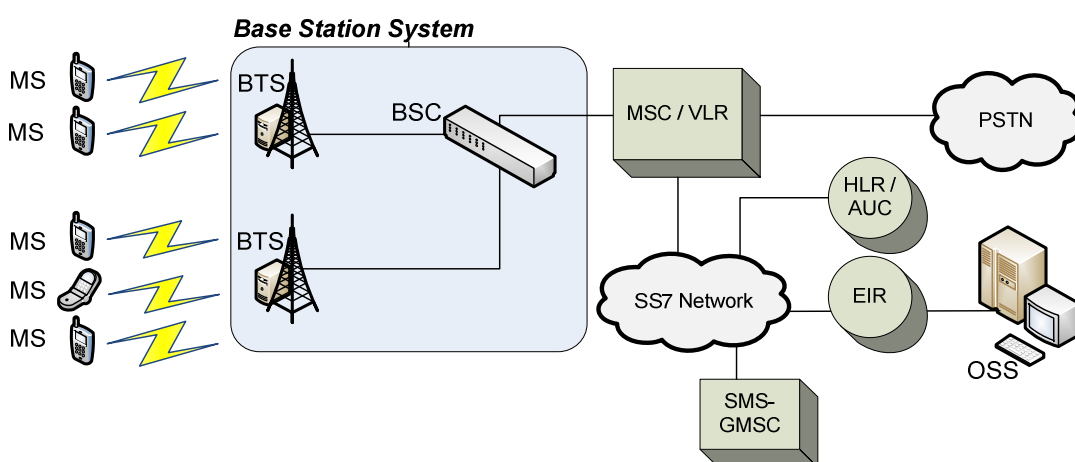 Base Station System
MS
MS
MS
MS
MS
BTS
BTS
BSC
MSC / VLR
PSTN
HLR /
AUC
SS7 Network
EIR
OSS
SMS-
GMSC